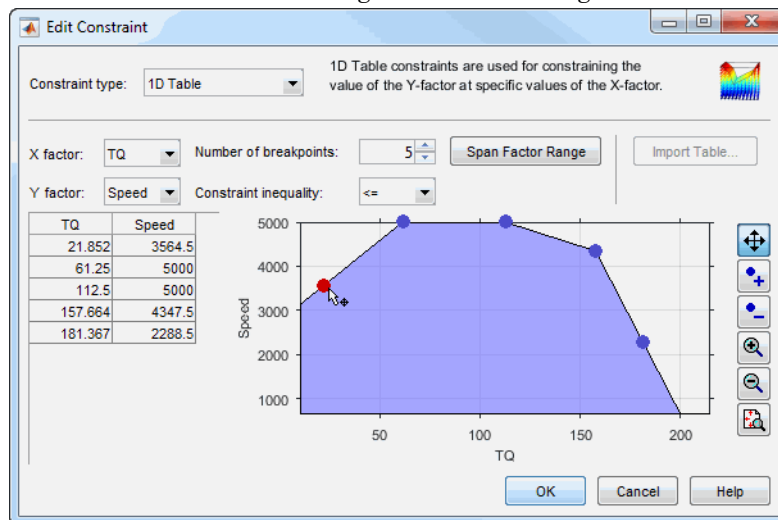 Edit Constraint
Constraint type: 1D Table
1D Table constraints are used for constraining the
value of the Y-factor at specific values of the X-factor.
X factor: TQ Number of breakpoints: 5 Span Factor Range Import Table...
Y factor: Speed Constraint inequality: <=
TQ Speed
21.852 3564.5
61.25 5000
112.5 5000
157.664 4347.5
181.367 2288.5
5000
4000
3000
2000
1000
Speed
50 100 150 200
TQ
OK Cancel Help